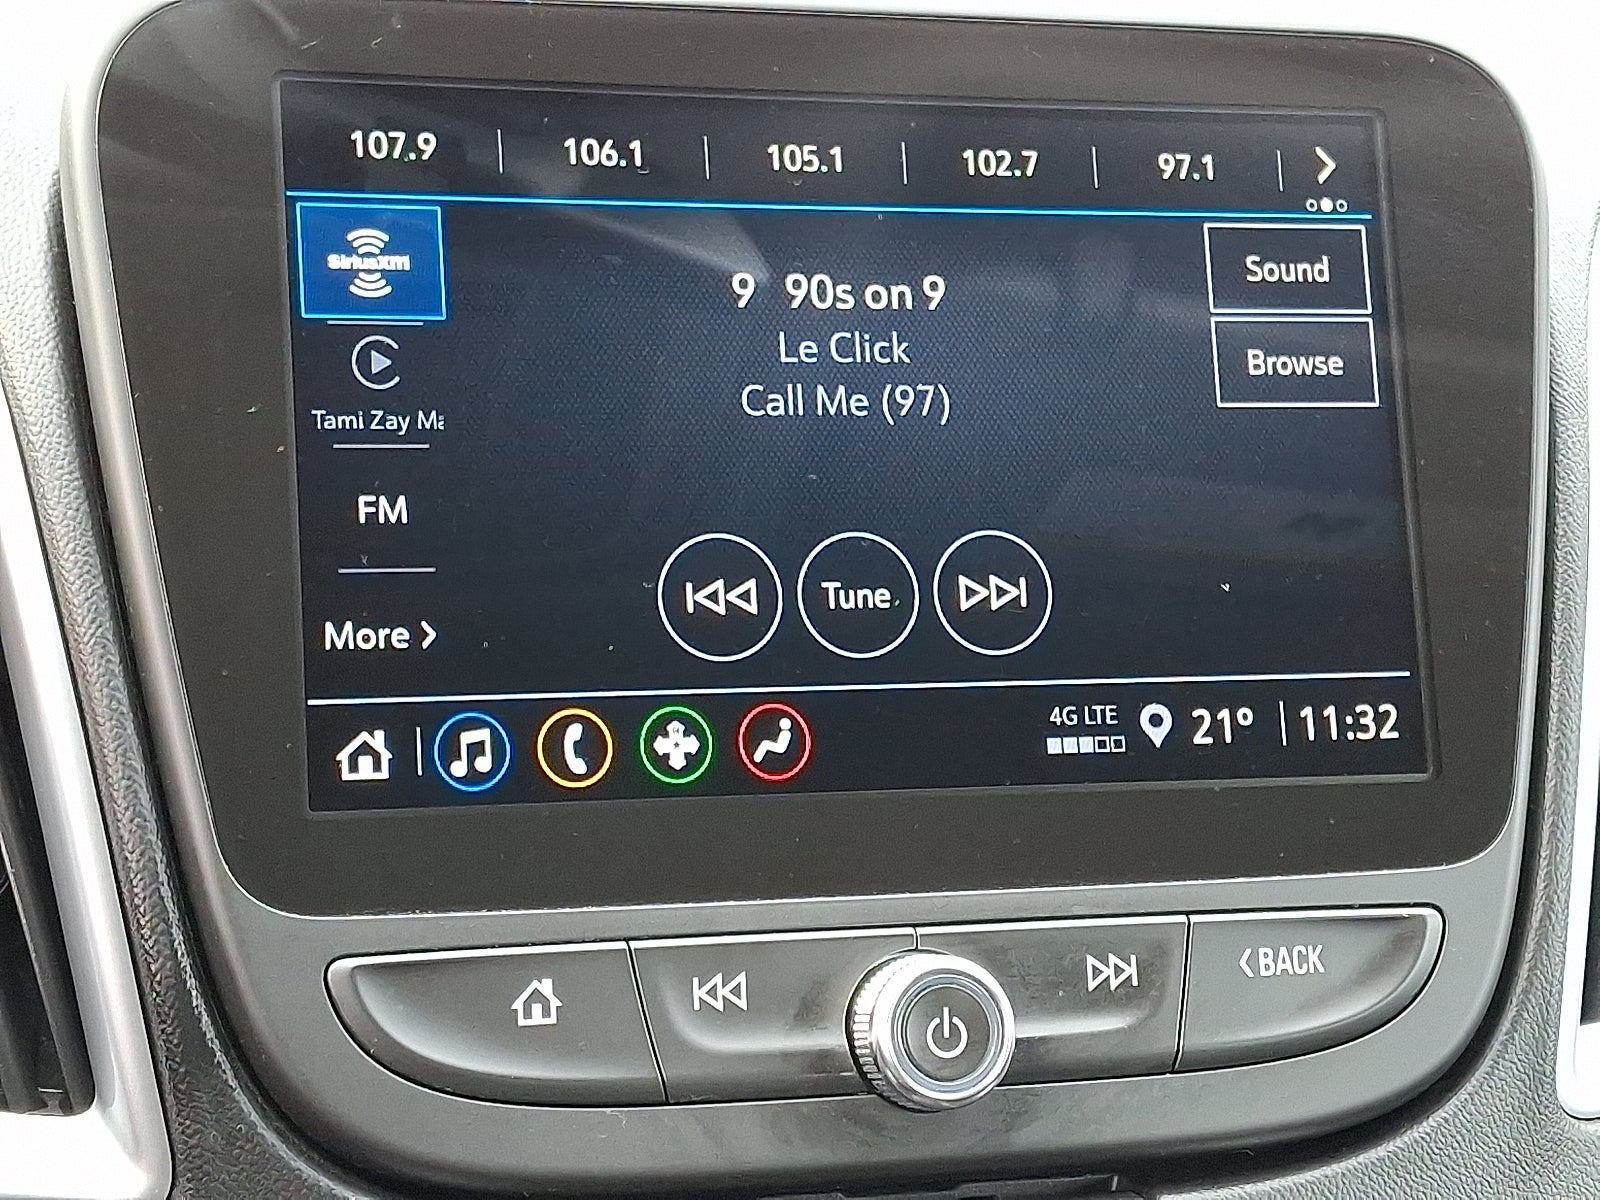 107.9 106.1 105.1 102.7 97.1
SiriusXM
9 90s on 9
Sound
Le Click
Browse
Call Me (97)
Tami Zay
FM
Tune
More
4G LTE
21° 11:32
BACK